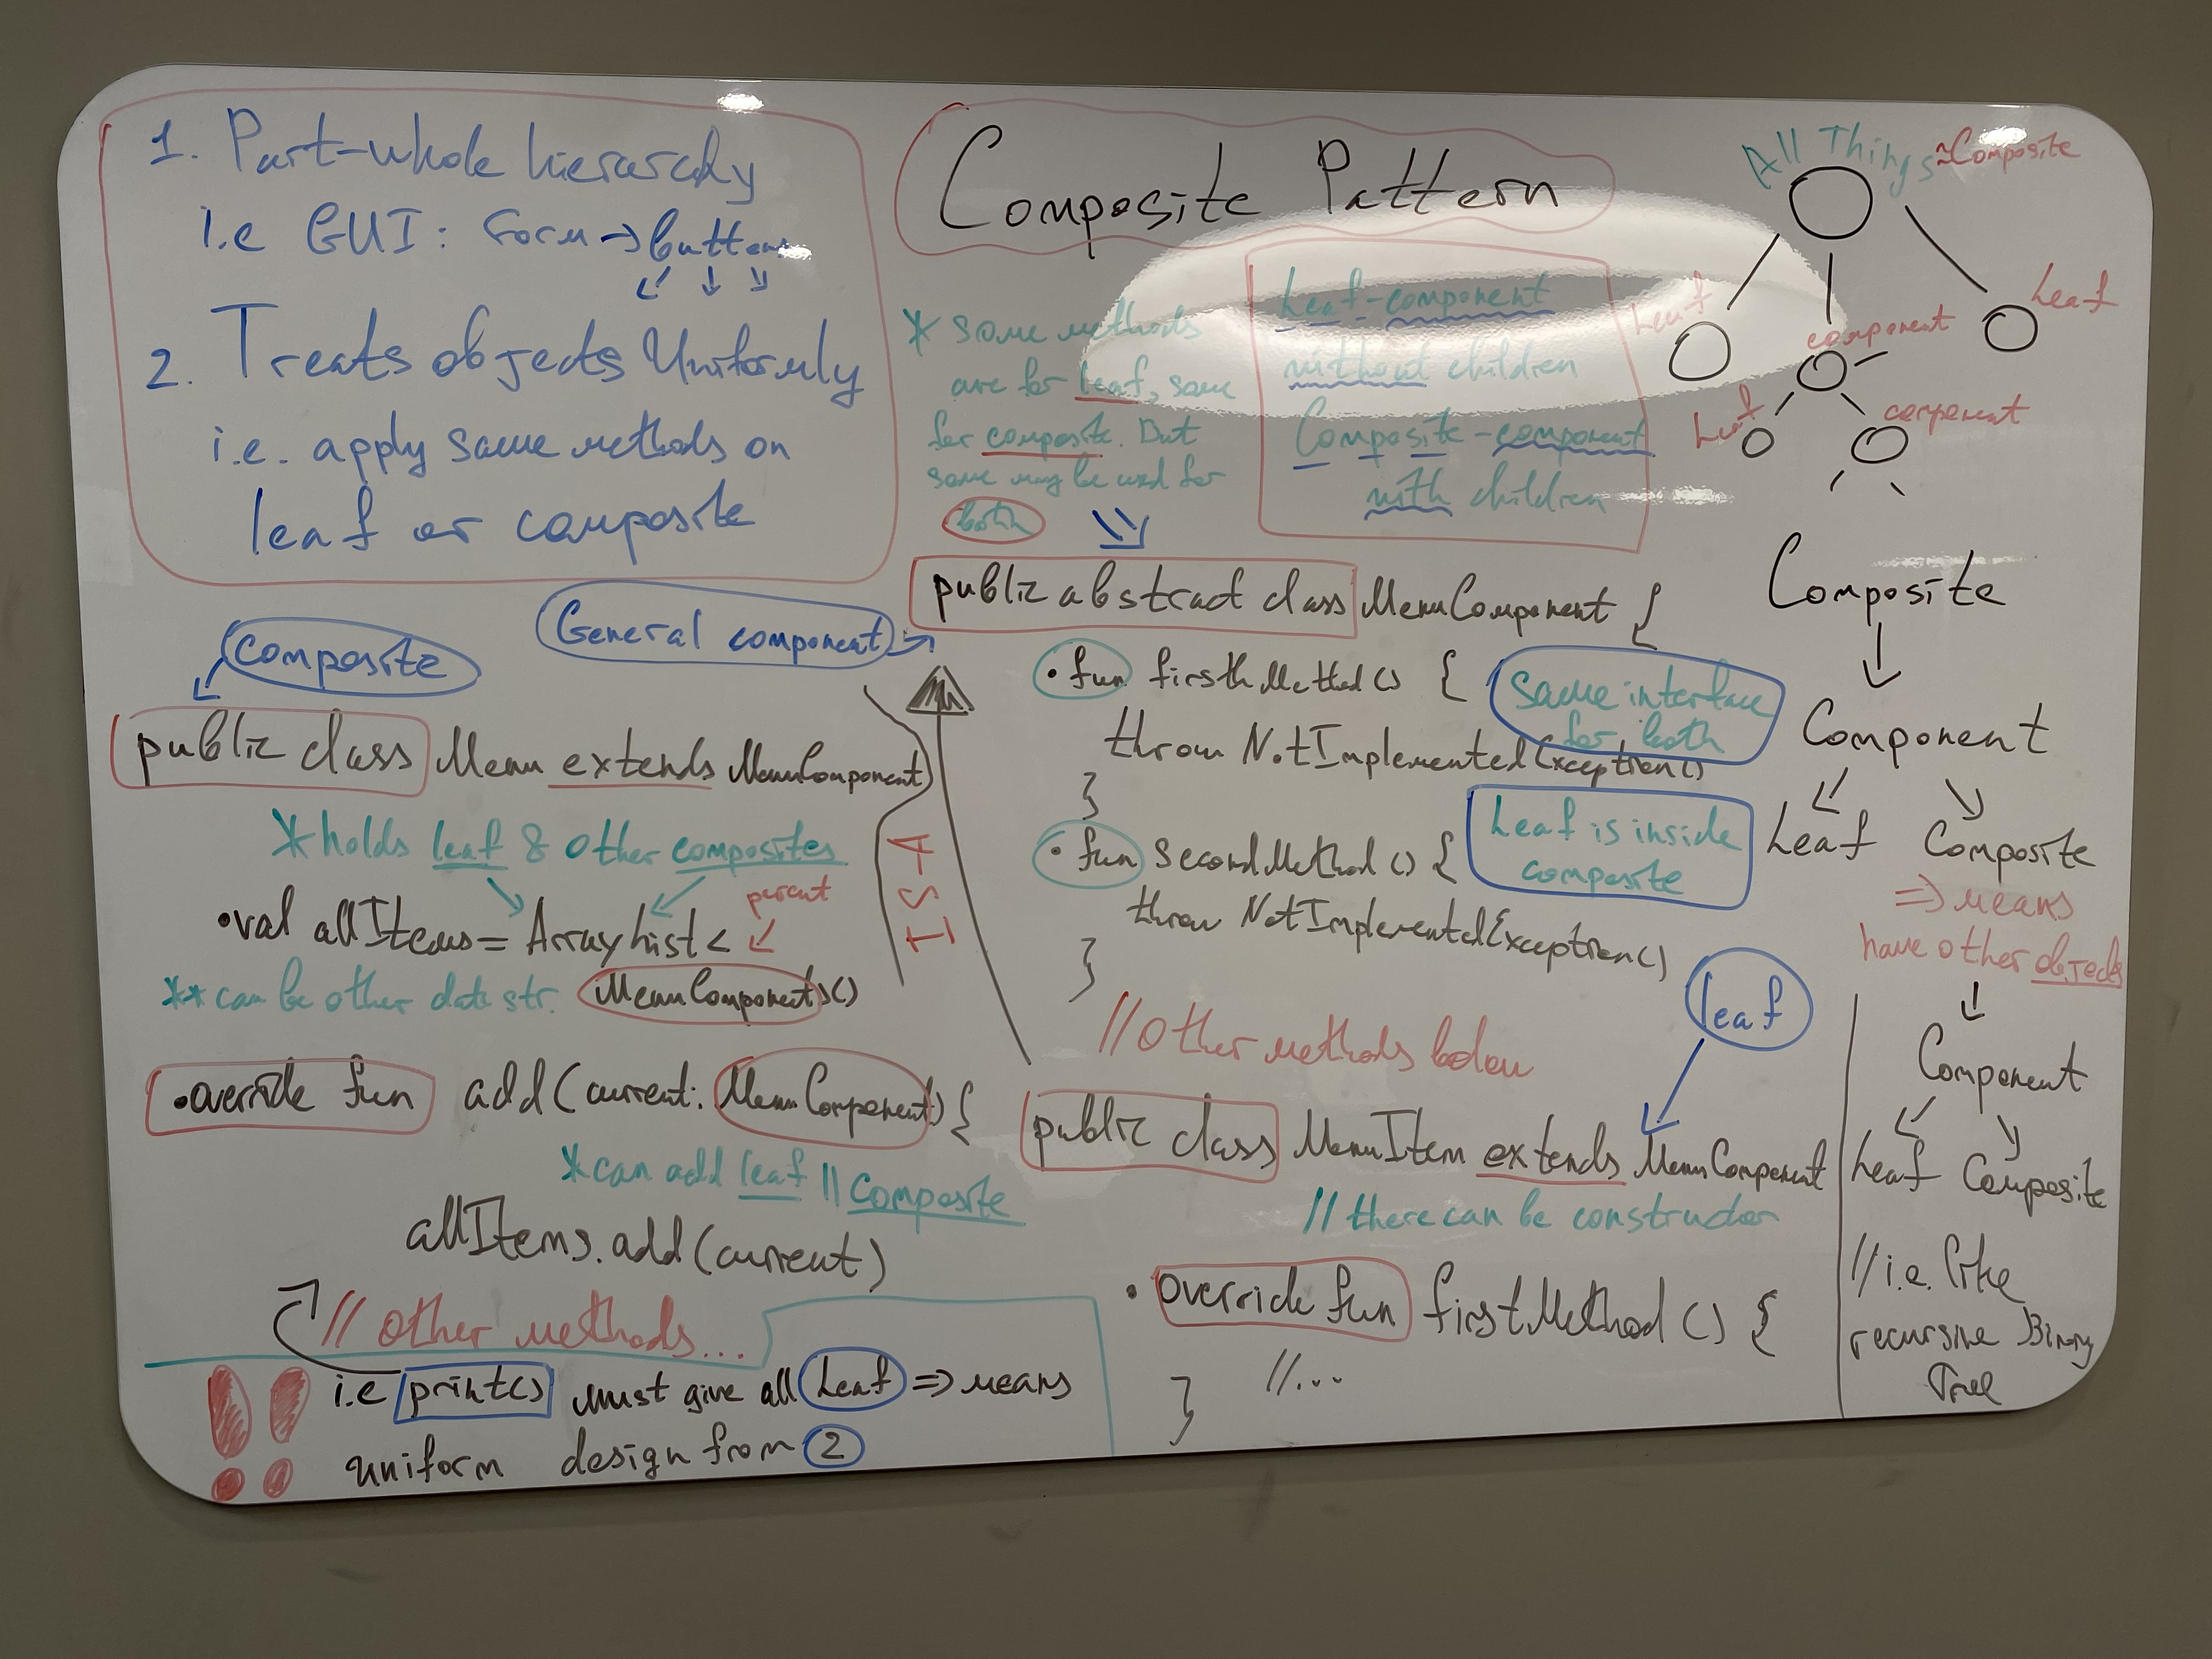 1. Part-whole hierarchy
i.e GUI: Form → buttons
2. Treats objects Uniformly
i.e. apply same methods on
leaf or composite
Composite Pattern
* some methods
are for leaf, some
for composite. But
some may be used for
both
Leaf-component
without children
Composite-component
with children
All Things ≈Composite
Leaf
component
Leaf
Leaf
component
General component →
public abstract class MenuComponent {
• fun firstMethod() {
throw NotImplementedException()
}
• fun secondMethod() {
throw NotImplementedException()
}
// Other methods below
Same interface
for both
Leaf is inside
composite
composite
public class Menu extends MenuComponent
* holds leaf & other composites
parent
• val allItems = ArrayList <
MenuComponent>()
** can be other data str.
• override fun add(current: MenuComponent) {
* can add leaf || Composite
allItems.add(current)
// other methods...
!! i.e print() must give all Leaf => means
uniform design from 2
IS-A
leaf
public class MenuItem extends MenuComponent
// there can be constructor
• override fun firstMethod() {
//...
}
Composite
↓
Component
Leaf Composite
=> means
have other objects
↓
Component
Leaf Composite
// i.e. like
recursive Binary
Tree